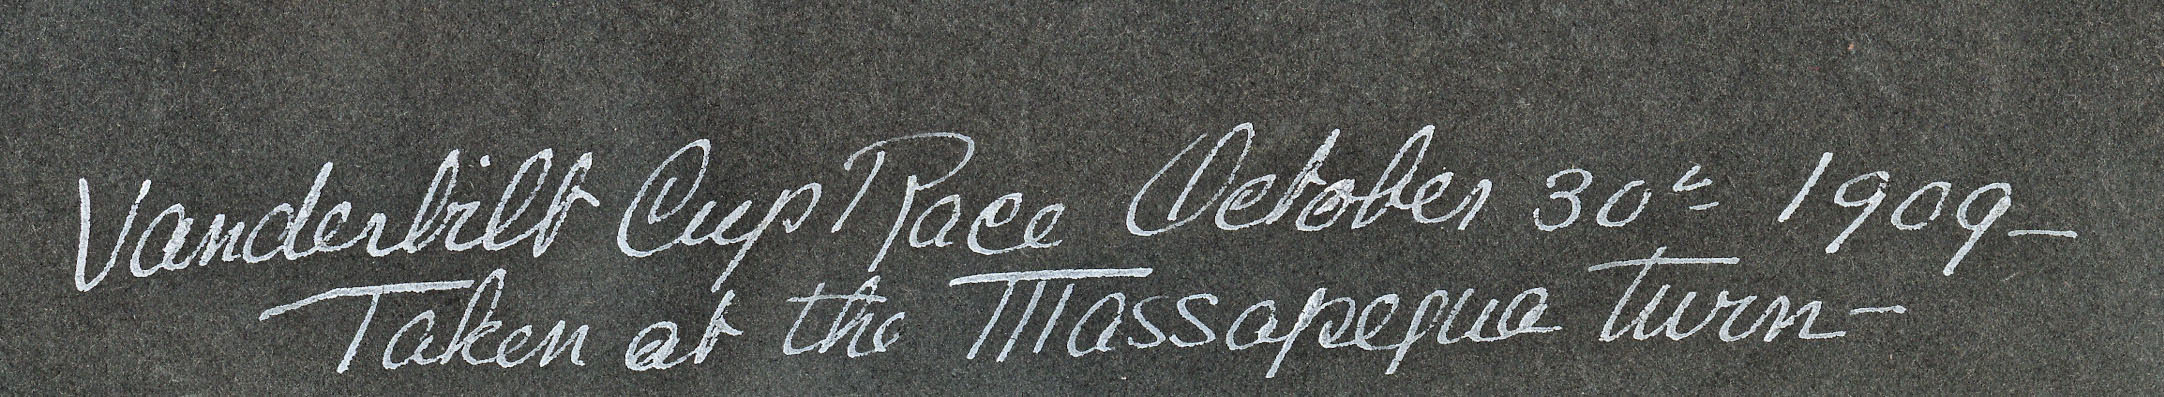 Vanderbilt Cup Race October 30th 1909-
Taken at the Massapequa Turn-